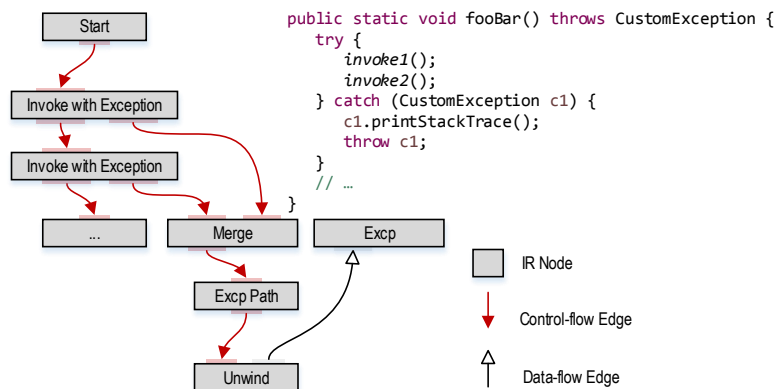 Start
Invoke with Exception
Invoke with Exception
...
Merge
Excp
Excp Path
Unwind
public static void fooBar() throws CustomException {
try {
invoke1();
invoke2();
} catch (CustomException c1) {
c1.printStackTrace();
throw c1;
}
// …
}
IR Node
Control-flow Edge
Data-flow Edge